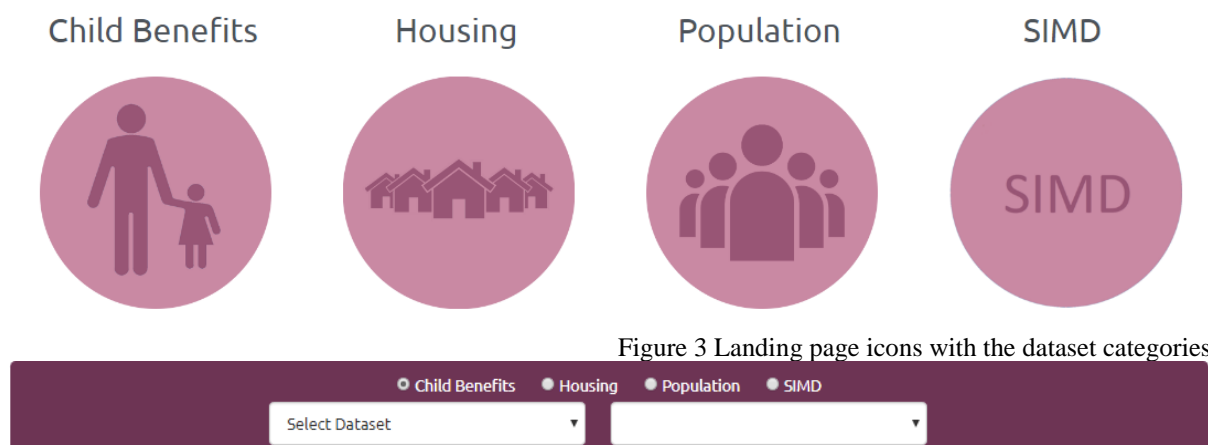 Child Benefits Housing Population SIMD
SIMD
Figure 3 Landing page icons with the dataset categories
Child Benefits Housing Population SIMD
Select Dataset